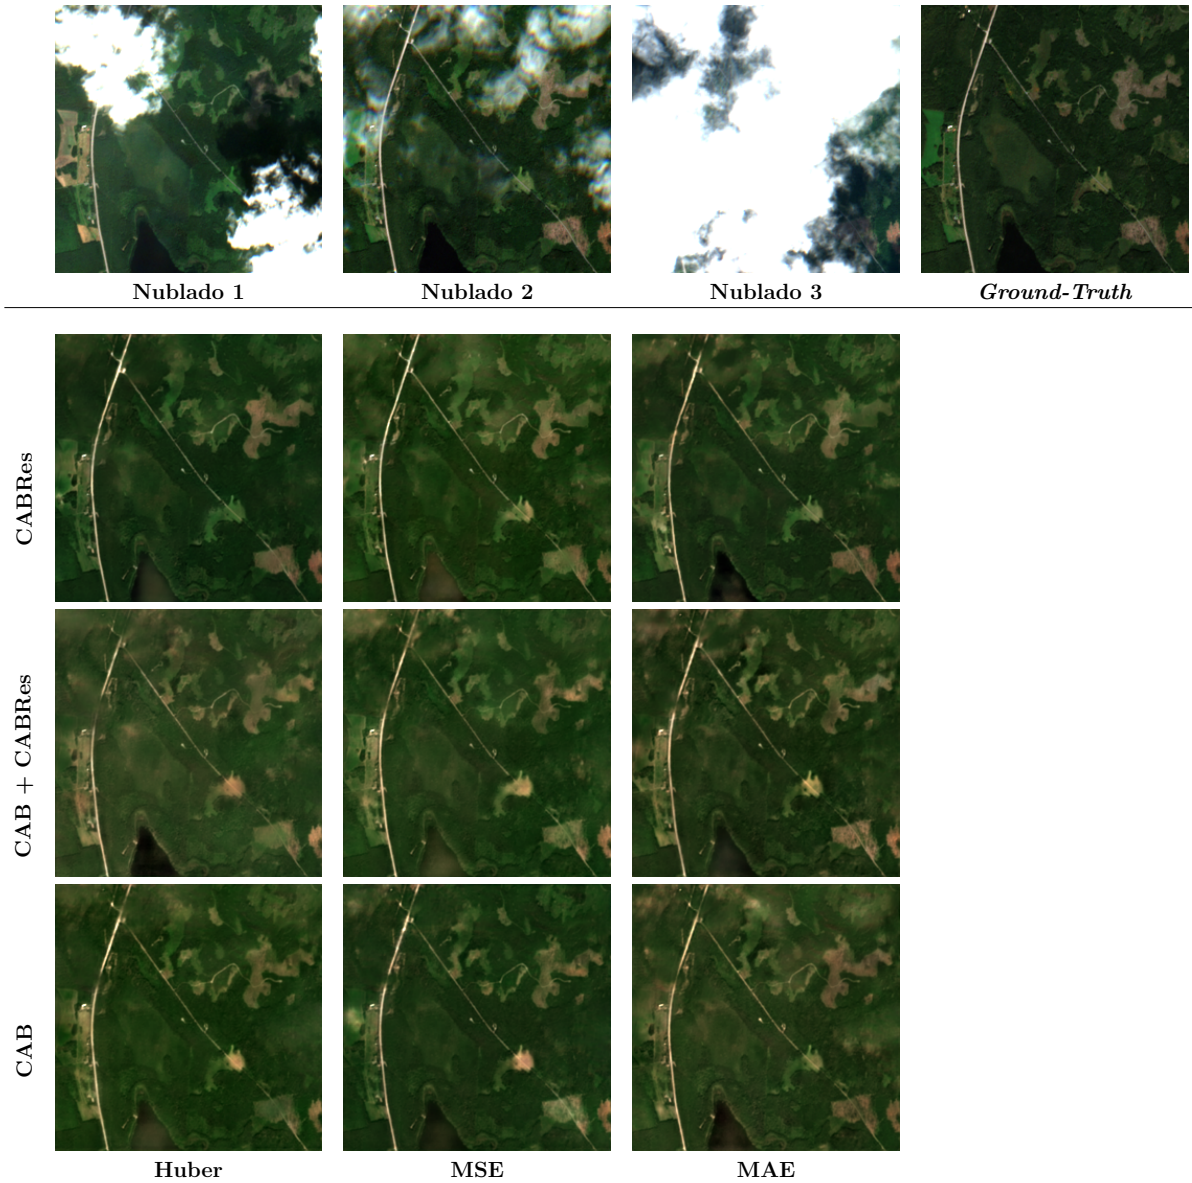 Nublado 1
Nublado 2
Nublado 3
Ground-Truth
CABRes
CAB + CABRes
CAB
Huber
MSE
MAE